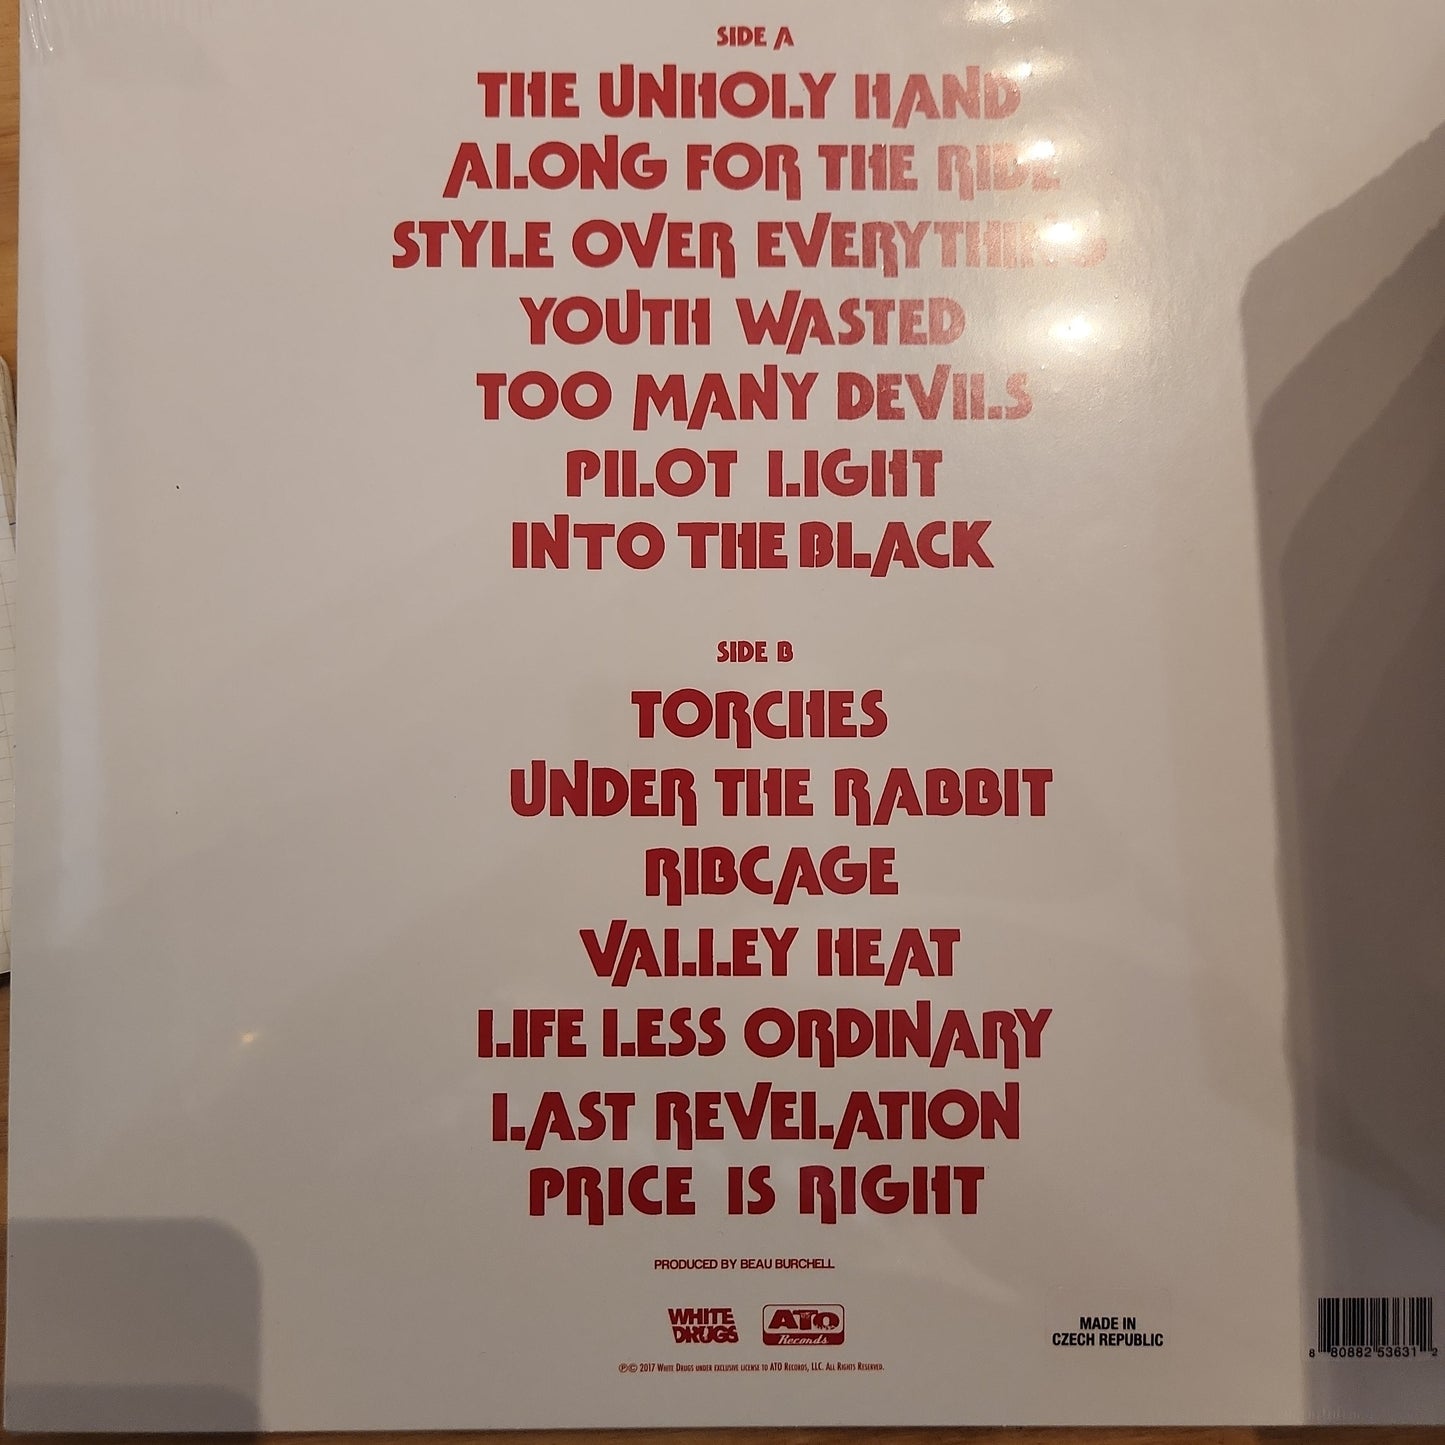 SIDE A
THE UNHOLY HAND
ALONG FOR THE RIDE
STYLE OVER EVERYTHING
YOUTH WASTED
TOO MANY DEVILS
PILOT LIGHT
INTO THE BLACK
SIDE B
TORCHES
UNDER THE RABBIT
RIBCAGE
VALLEY HEAT
LIFE LESS ORDINARY
LAST REVELATION
PRICE IS RIGHT
PRODUCED BY BEAU BURCHELL
WHITE DRUGS
ATO Records
MADE IN
CZECH REPUBLIC
℗© 2017 White Drugs under exclusive license to ATO Records, LLC. All Rights Reserved.
8 80882 53631 2